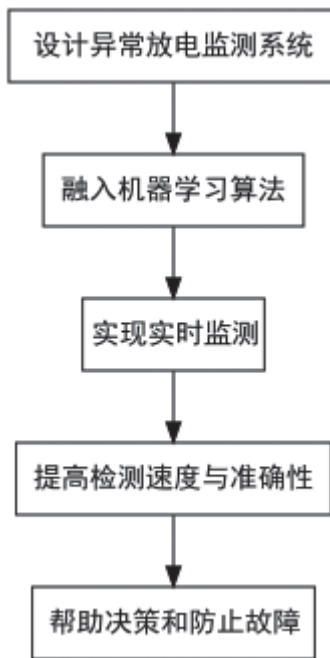 设计异常放电监测系统
融入机器学习算法
实现实时监测
提高检测速度与准确性
帮助决策和防止故障